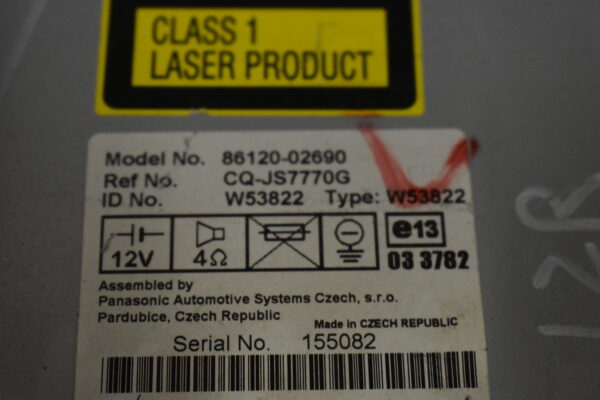 CLASS 1
LASER PRODUCT
Model No. 86120-02690
Ref No. CQ-JS7770G
ID No. W53822 Type: W53822
12V 4Ω e13
03 3782
Assembled by
Panasonic Automotive Systems Czech, s.r.o.
Pardubice, Czech Republic
Made in CZECH REPUBLIC
Serial No. 155082